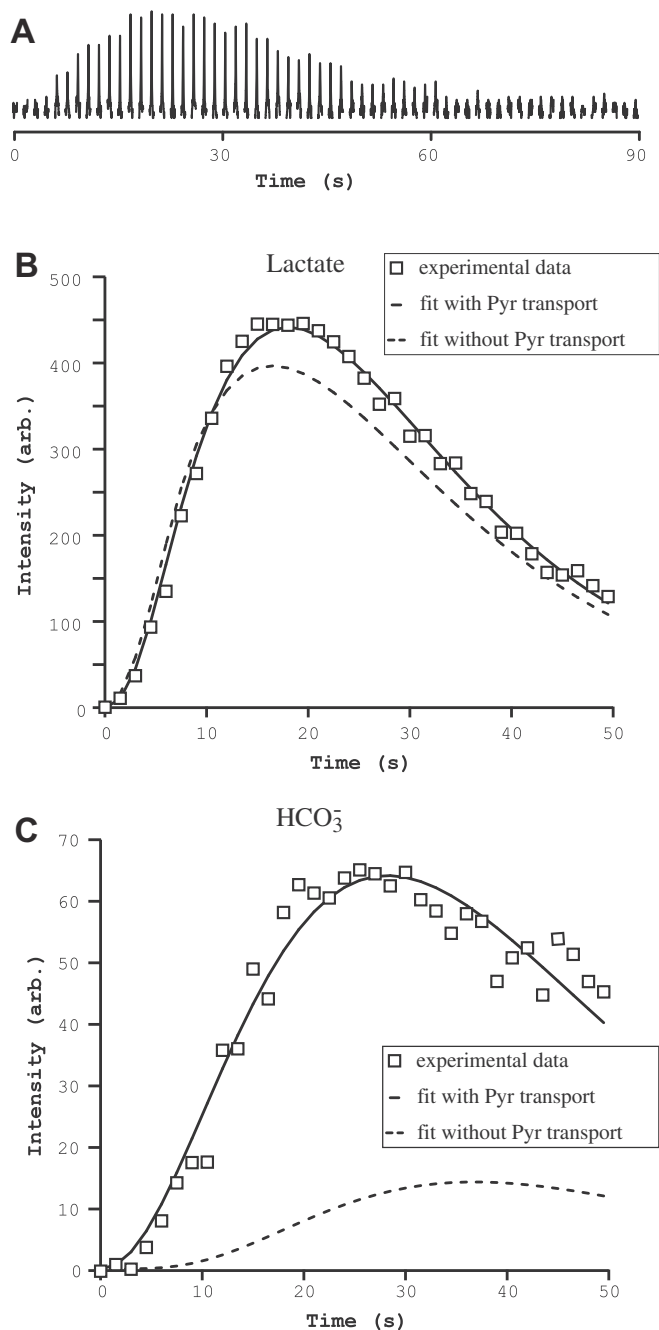 A
0 30 60 90
Time (s)
B
Lactate
experimental data
fit with Pyr transport
fit without Pyr transport
500
400
300
200
100
0
Intensity (arb.)
0 10 20 30 40 50
Time (s)
C
HCO₃⁻
70
60
50
40
30
20
10
0
Intensity (arb.)
experimental data
fit with Pyr transport
fit without Pyr transport
0 10 20 30 40 50
Time (s)